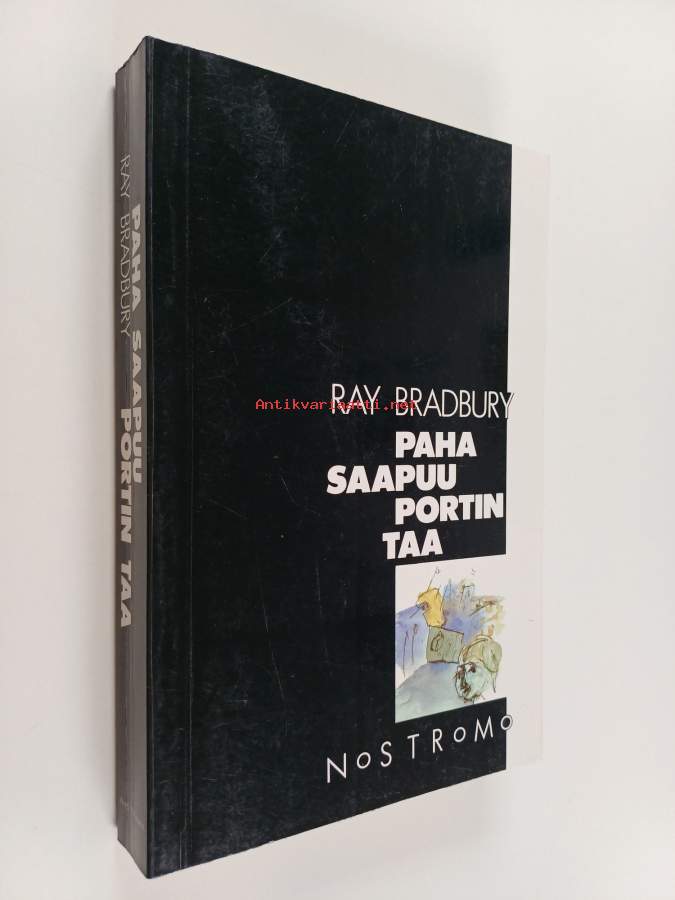 RAY BRADBURY
PAHA SAAPUU
PORTIN TAA
RAY BRADBURY
Antikvariaatti.net
PAHA
SAAPUU
PORTIN
TAA
NoSTRoMo